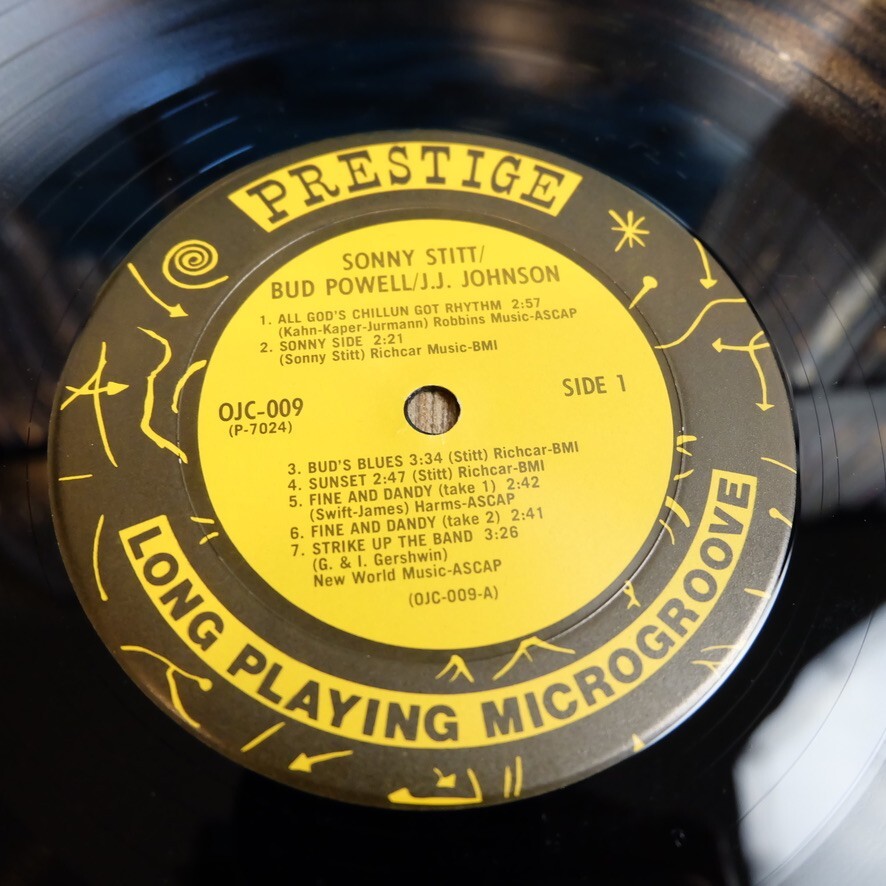 PRESTIGE
SONNY STITT/
BUD POWELL/J.J. JOHNSON
1. ALL GOD'S CHILLUN GOT RHYTHM 2:57
(Kahn-Kaper-Jurmann) Robbins Music-ASCAP
2. SONNY SIDE 2:21
(Sonny Stitt) Richcar Music-BMI
OJC-009
(P-7024)
SIDE 1
3. BUD'S BLUES 3:34 (Stitt) Richcar-BMI
4. SUNSET 2:47 (Stitt) Richcar-BMI
5. FINE AND DANDY (take 1) 2:42
(Swift-James) Harms-ASCAP
6. FINE AND DANDY (take 2) 2:41
7. STRIKE UP THE BAND 3:26
(G. & I. Gershwin)
New World Music-ASCAP
(OJC-009-A)
LONG PLAYING MICROGROOVE